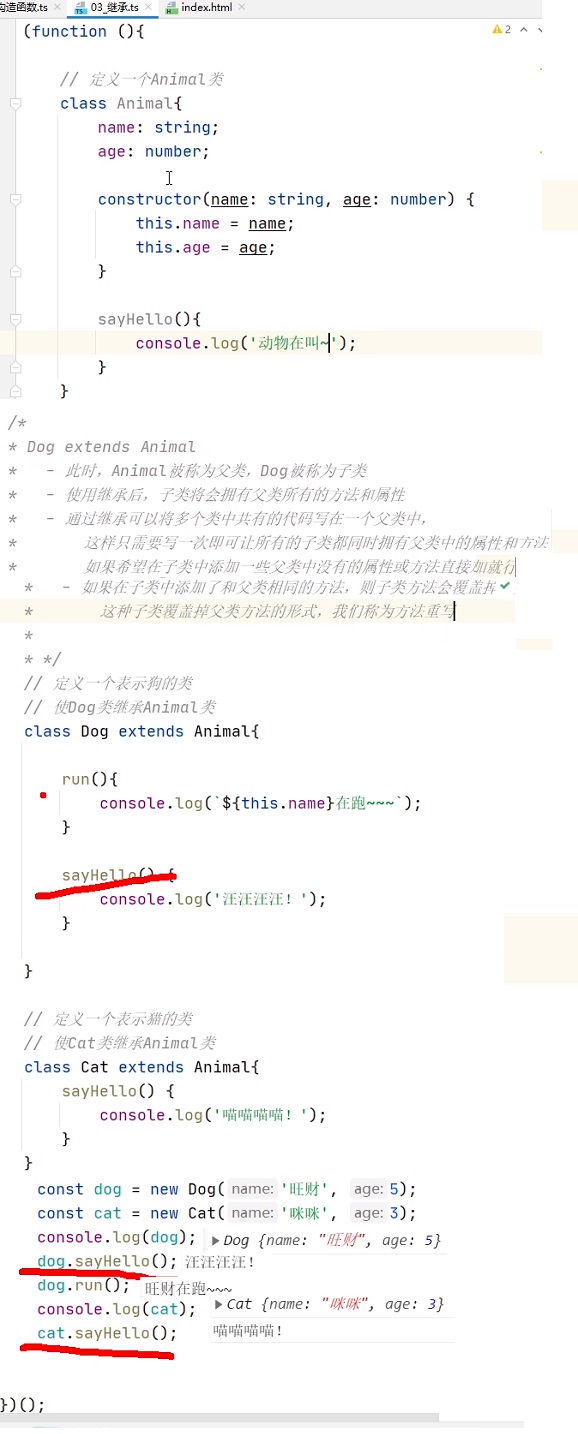 构造函数.ts 03_继承.ts index.html
(function (){ 2
// 定义一个Animal类
class Animal{
name: string;
age: number;
constructor(name: string, age: number) {
this.name = name;
this.age = age;
}
sayHello(){
console.log('动物在叫~');
}
}
/*
* Dog extends Animal
* - 此时，Animal被称为父类，Dog被称为子类
* - 使用继承后，子类将会拥有父类所有的方法和属性
* - 通过继承可以将多个类中共有的代码写在一个父类中，
* 这样只需要写一次即可让所有的子类都同时拥有父类中的属性和方法
* 如果希望在子类中添加一些父类中没有的属性或方法直接加就行
* - 如果在子类中添加了和父类相同的方法，则子类方法会覆盖掉
* 这种子类覆盖掉父类方法的形式，我们称为方法重写
*
* */
// 定义一个表示狗的类
// 使Dog类继承Animal类
class Dog extends Animal{
run(){
console.log(`${this.name}在跑~~~`);
}
sayHello() {
console.log('汪汪汪汪！');
}
}
// 定义一个表示猫的类
// 使Cat类继承Animal类
class Cat extends Animal{
sayHello() {
console.log('喵喵喵喵！');
}
}
const dog = new Dog( name: '旺财', age: 5);
const cat = new Cat( name: '咪咪', age: 3);
console.log(dog); Dog {name: "旺财", age: 5}
dog.sayHello(); 汪汪汪汪！
dog.run(); 旺财在跑~~~
console.log(cat); Cat {name: "咪咪", age: 3}
cat.sayHello(); 喵喵喵喵！
})();